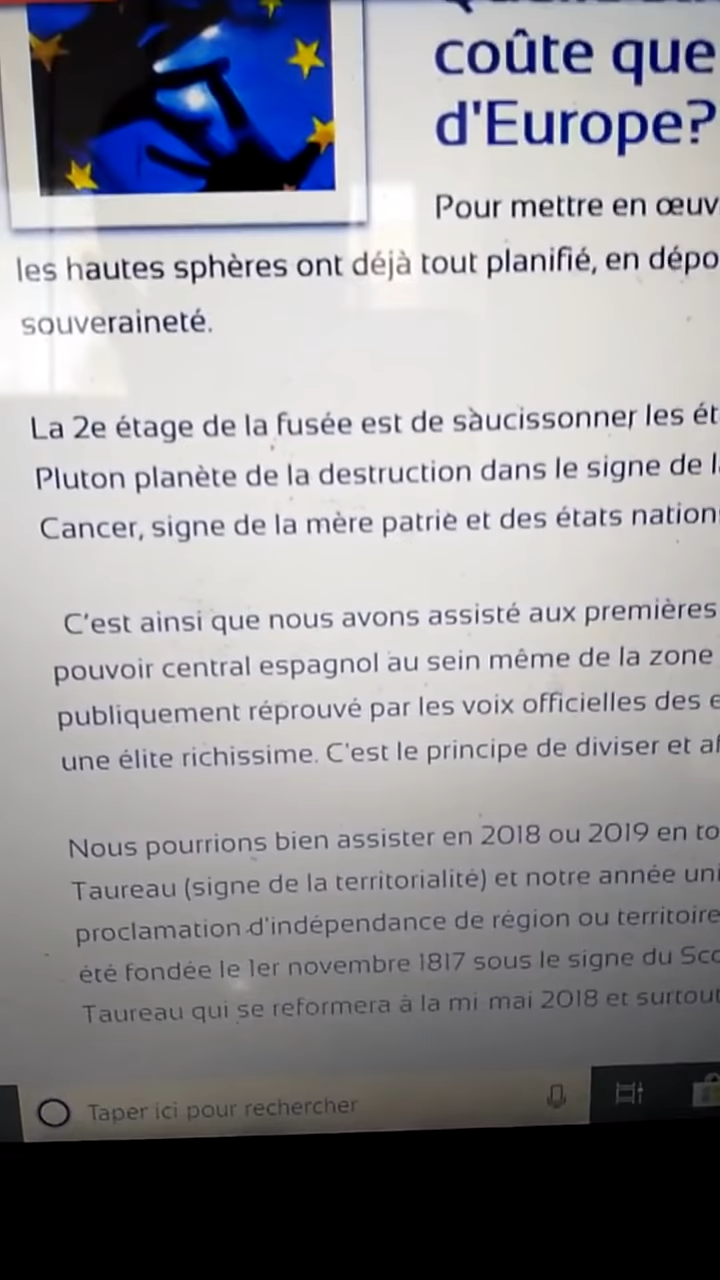 coûte que
d'Europe?
Pour mettre en œuv
les hautes sphères ont déjà tout planifié, en dépo
souveraineté.
La 2e étage de la fusée est de saucissonner les ét
Pluton planète de la destruction dans le signe de l
Cancer, signe de la mère patrie et des états nation
C'est ainsi que nous avons assisté aux premières
pouvoir central espagnol au sein même de la zone
publiquement réprouvé par les voix officielles des e
une élite richissime. C'est le principe de diviser et af
Nous pourrions bien assister en 2018 ou 2019 en to
Taureau (signe de la territorialité) et notre année uni
proclamation d'indépendance de région ou territoire
été fondée le 1er novembre 1817 sous le signe du Sco
Taureau qui se reformera à la mi mai 2018 et surtout
Taper ici pour rechercher